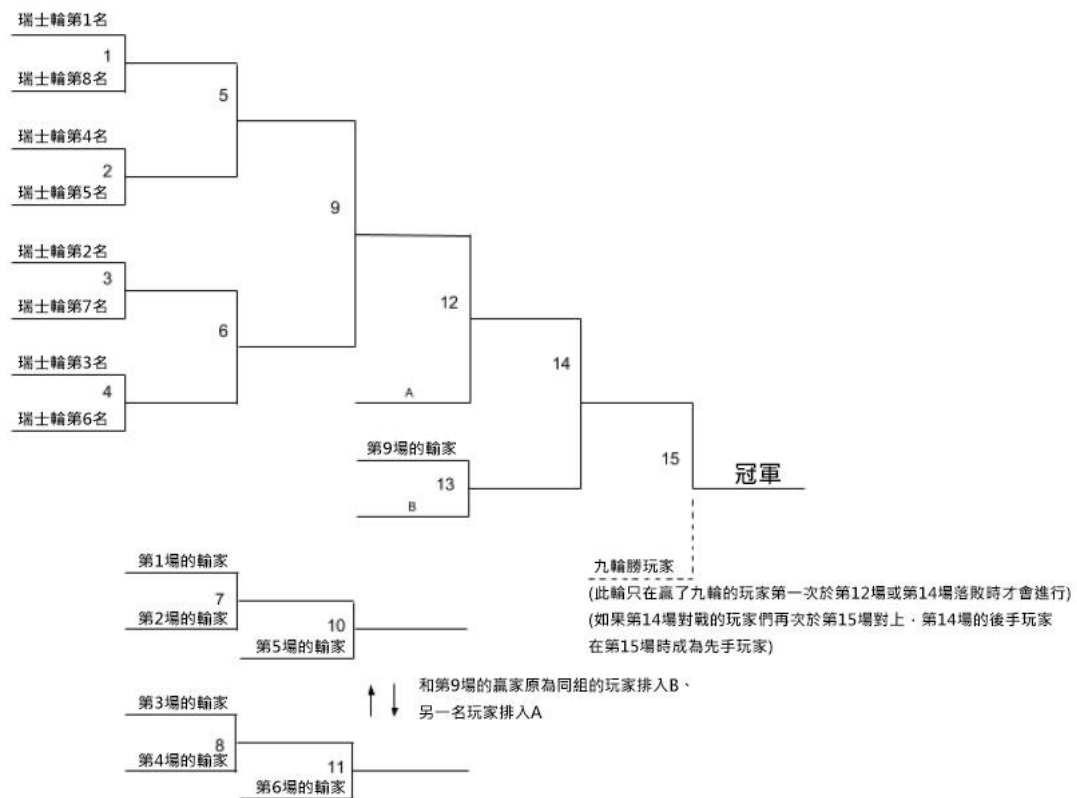 瑞士輪第1名
1
瑞士輪第8名
5
瑞士輪第4名
2
瑞士輪第5名
9
瑞士輪第2名
3
瑞士輪第7名
6
瑞士輪第3名
4
瑞士輪第6名
12
A
14
第9場的輸家
13
B
15
冠軍
九輪勝玩家
(此輪只在贏了九輪的玩家第一次於第12場或第14場落敗時才會進行)
(如果第14場對戰的玩家們再次於第15場對上,第14場的後手玩家
在第15場時成為先手玩家)
第1場的輸家
7
第2場的輸家
10
第5場的輸家
和第9場的贏家原為同組的玩家排入B、
另一名玩家排入A
第3場的輸家
8
第4場的輸家
11
第6場的輸家